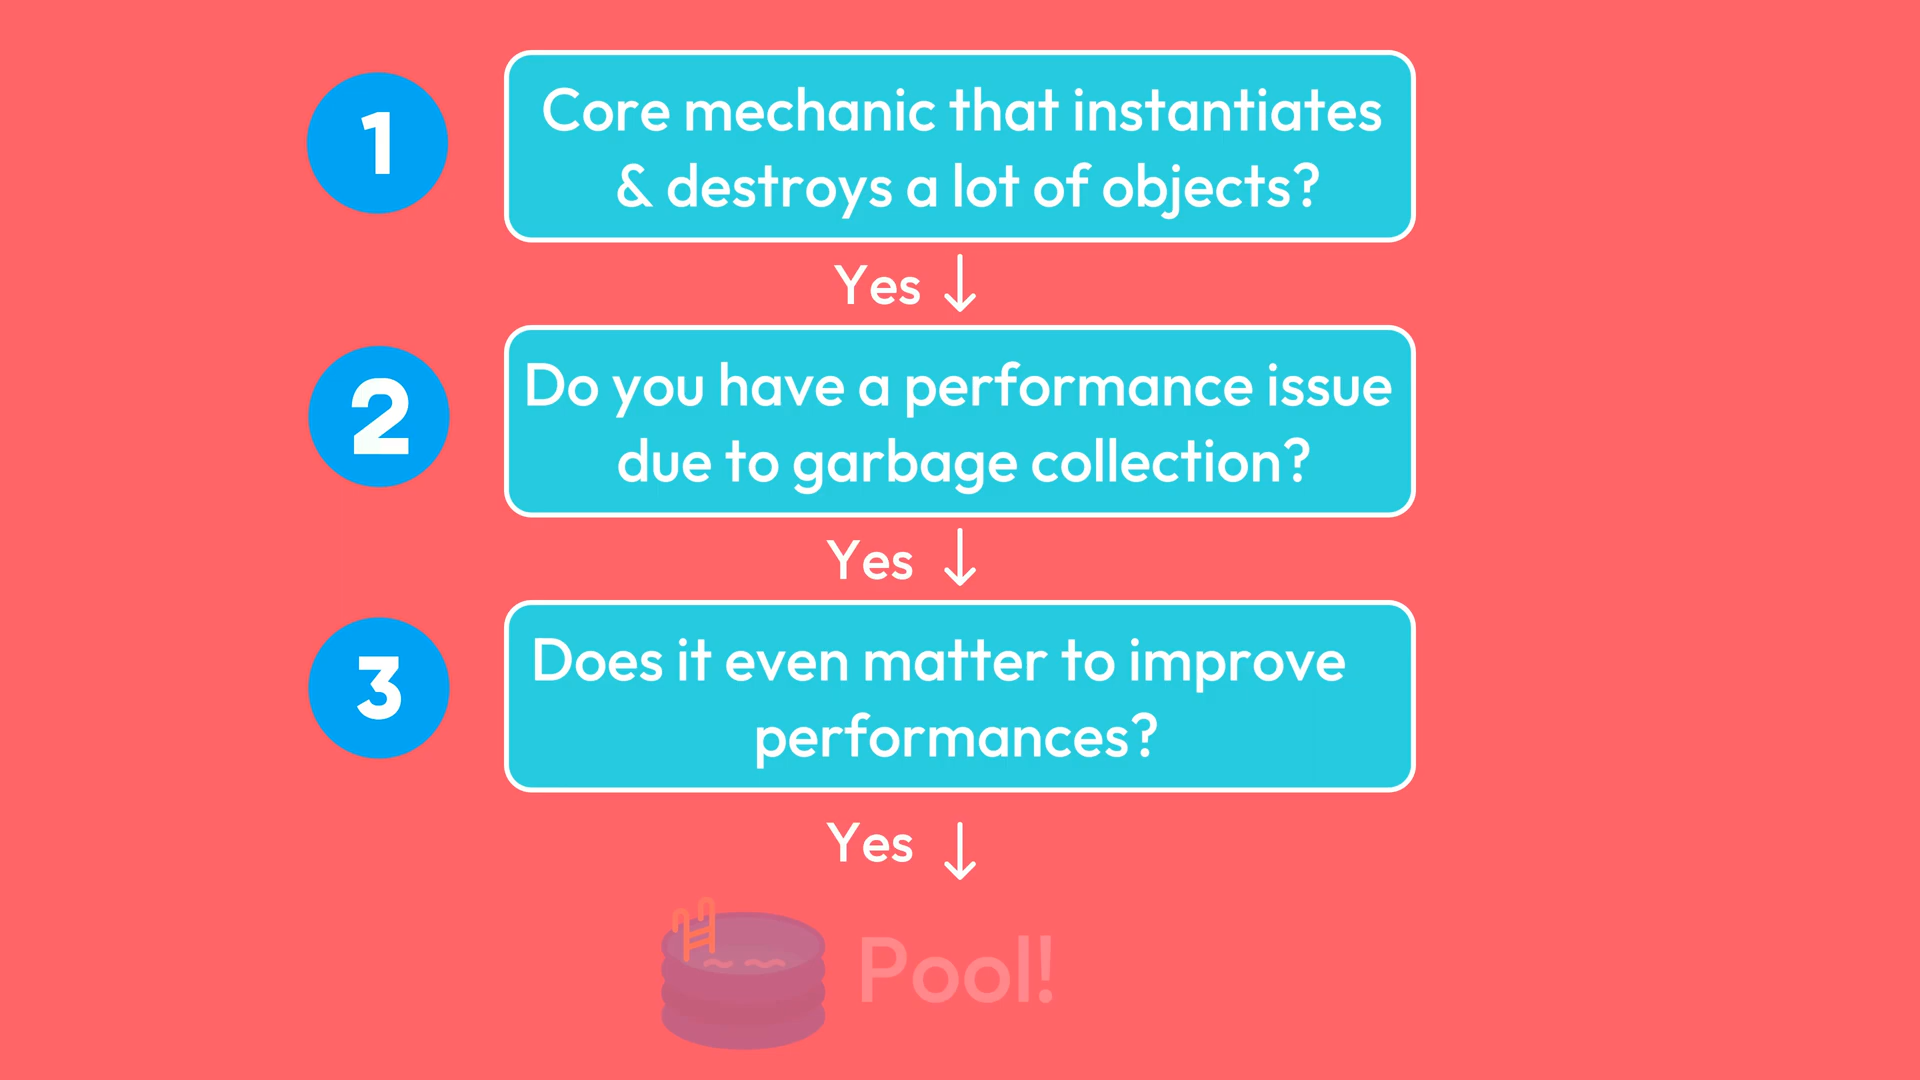 1
Core mechanic that instantiates
& destroys a lot of objects?
Yes
2
Do you have a performance issue
due to garbage collection?
Yes
3
Does it even matter to improve
performances?
Yes
Pool!